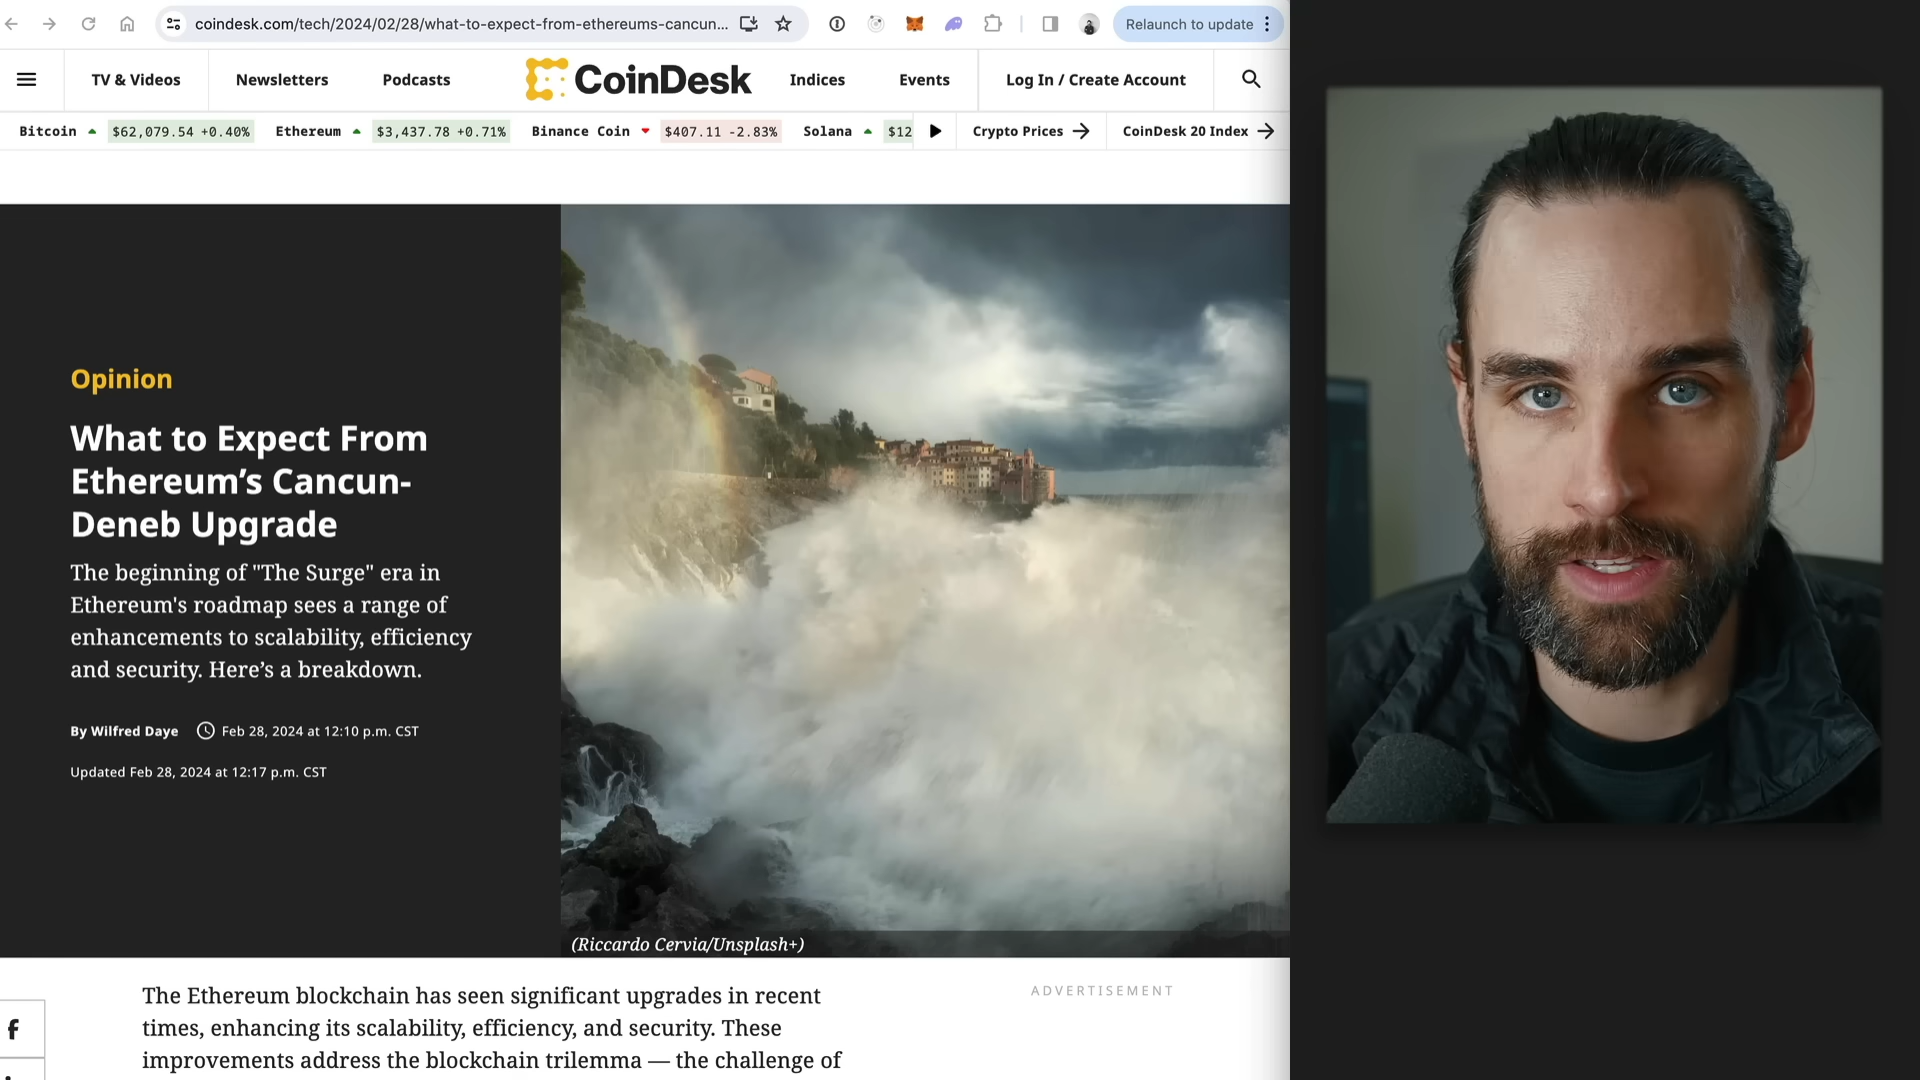 coindesk.com/tech/2024/02/28/what-to-expect-from-ethereums-cancun...
Relaunch to update
TV & Videos
Newsletters
Podcasts
CoinDesk
Indices
Events
Log In / Create Account
Bitcoin $62,079.54 +0.40% Ethereum $3,437.78 +0.71% Binance Coin $407.11 -2.83% Solana $12
Crypto Prices
CoinDesk 20 Index
Opinion
What to Expect From
Ethereum’s Cancun-
Deneb Upgrade
The beginning of "The Surge" era in
Ethereum's roadmap sees a range of
enhancements to scalability, efficiency
and security. Here’s a breakdown.
By Wilfred Daye Feb 28, 2024 at 12:10 p.m. CST
Updated Feb 28, 2024 at 12:17 p.m. CST
(Riccardo Cervia/Unsplash+)
The Ethereum blockchain has seen significant upgrades in recent
times, enhancing its scalability, efficiency, and security. These
improvements address the blockchain trilemma — the challenge of
ADVERTISEMENT